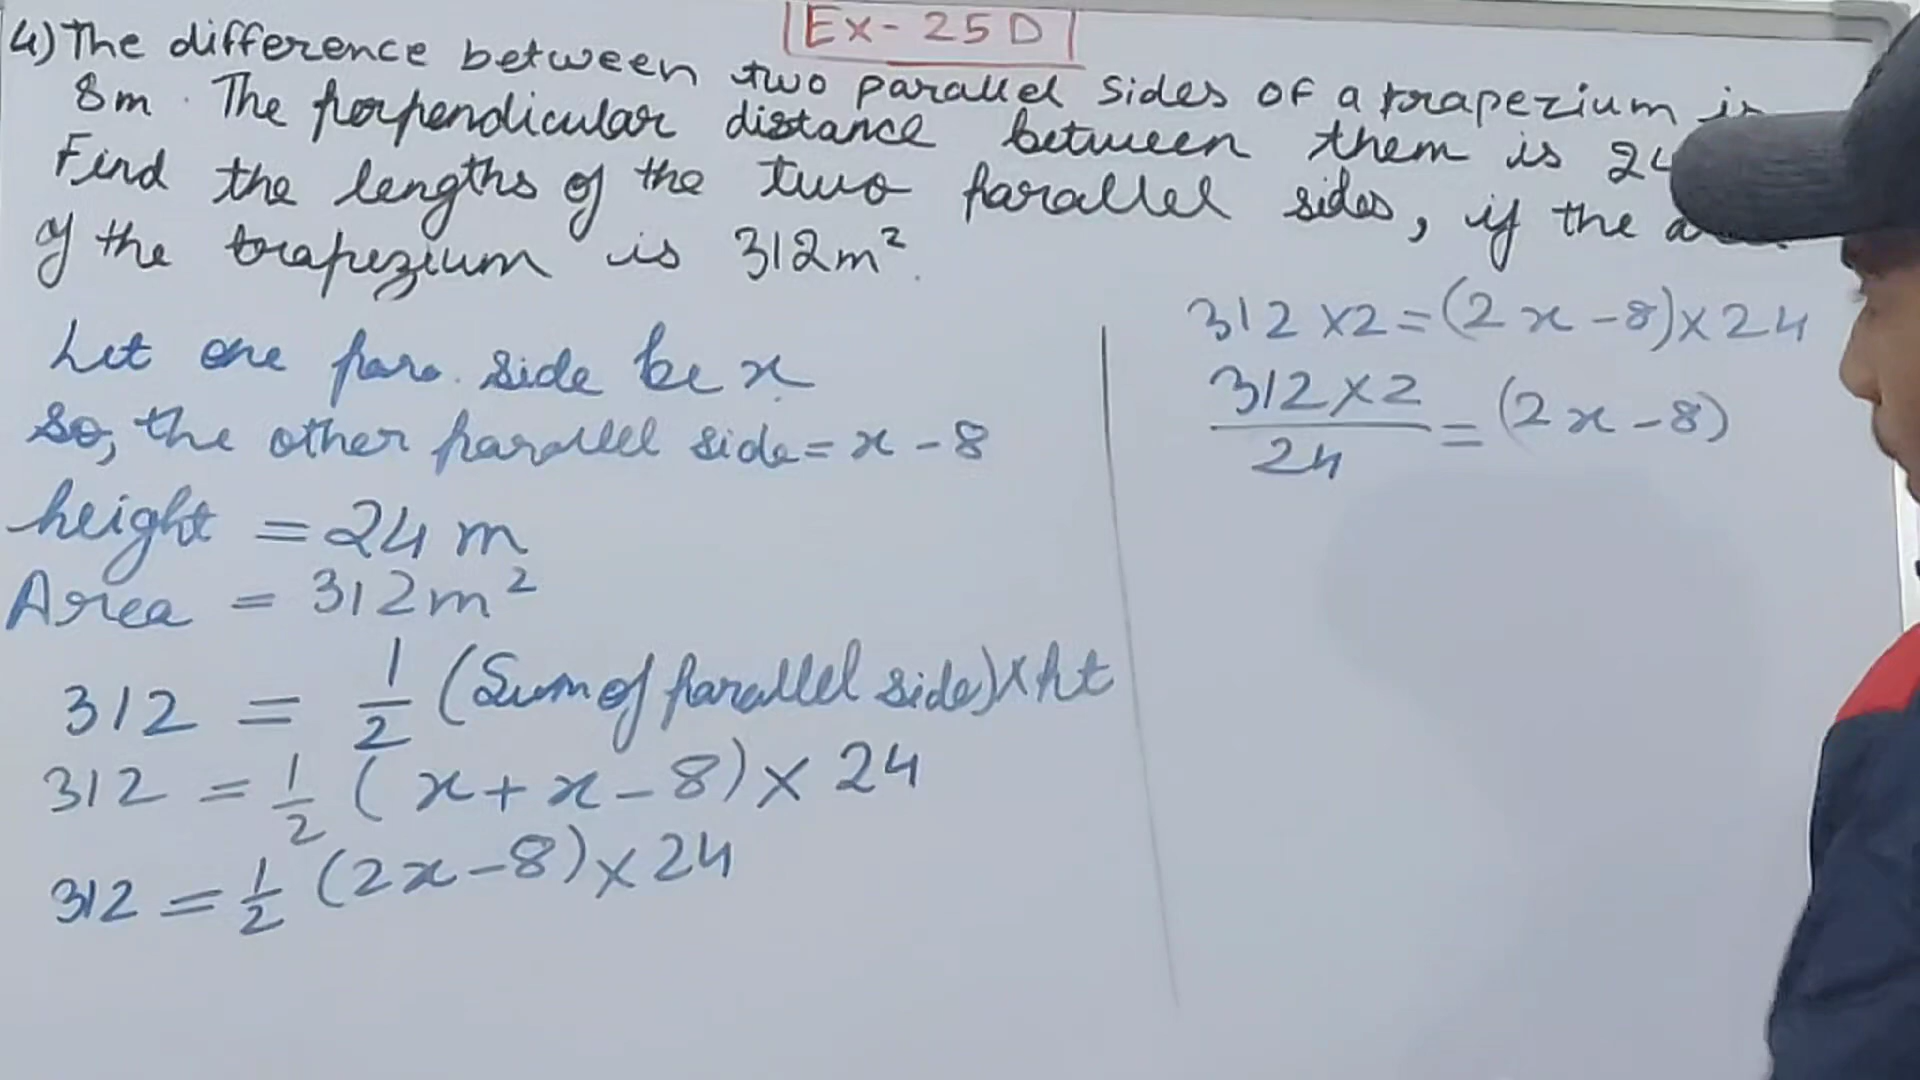 Ex-25D
4) The difference between two parallel sides of a trapezium is
8m. The perpendicular distance between them is 24
Find the lengths of the two parallel sides, if the
of the trapezium is 312m².
Let one para. side be x
so, the other parallel side = x - 8
height = 24 m
Area = 312m²
312 = 1/2 (Sum of parallel side) × ht
312 = 1/2 (x + x - 8) × 24
312 = 1/2 (2x - 8) × 24
312 × 2 = (2x - 8) × 24
312 × 2 / 24 = (2x - 8)